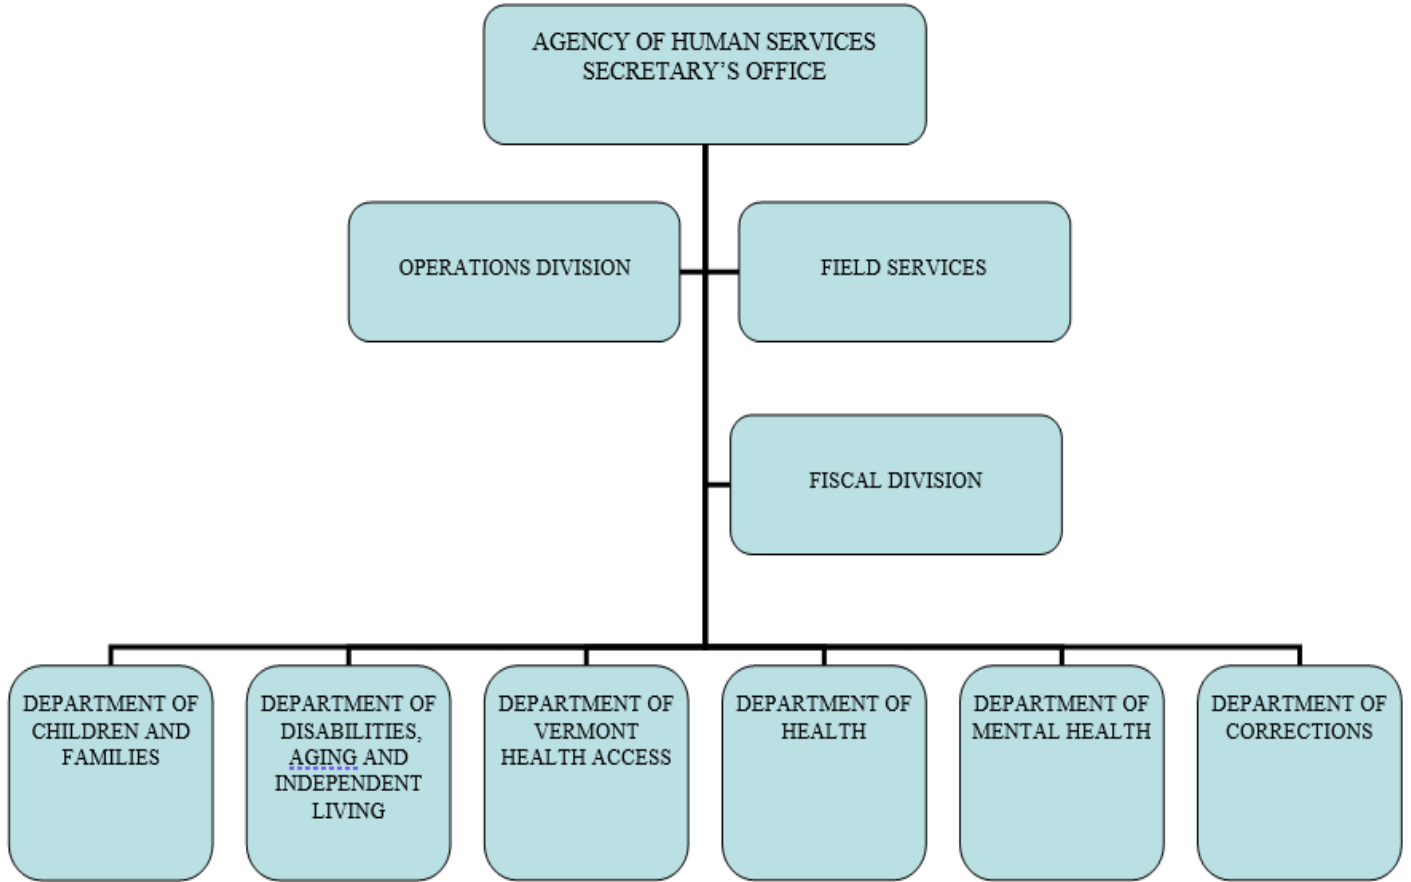 AGENCY OF HUMAN SERVICES
SECRETARY’S OFFICE
OPERATIONS DIVISION
FIELD SERVICES
FISCAL DIVISION
DEPARTMENT OF
CHILDREN AND
FAMILIES
DEPARTMENT OF
DISABILITIES,
AGING AND
INDEPENDENT
LIVING
DEPARTMENT OF
VERMONT
HEALTH ACCESS
DEPARTMENT OF
HEALTH
DEPARTMENT OF
MENTAL HEALTH
DEPARTMENT OF
CORRECTIONS